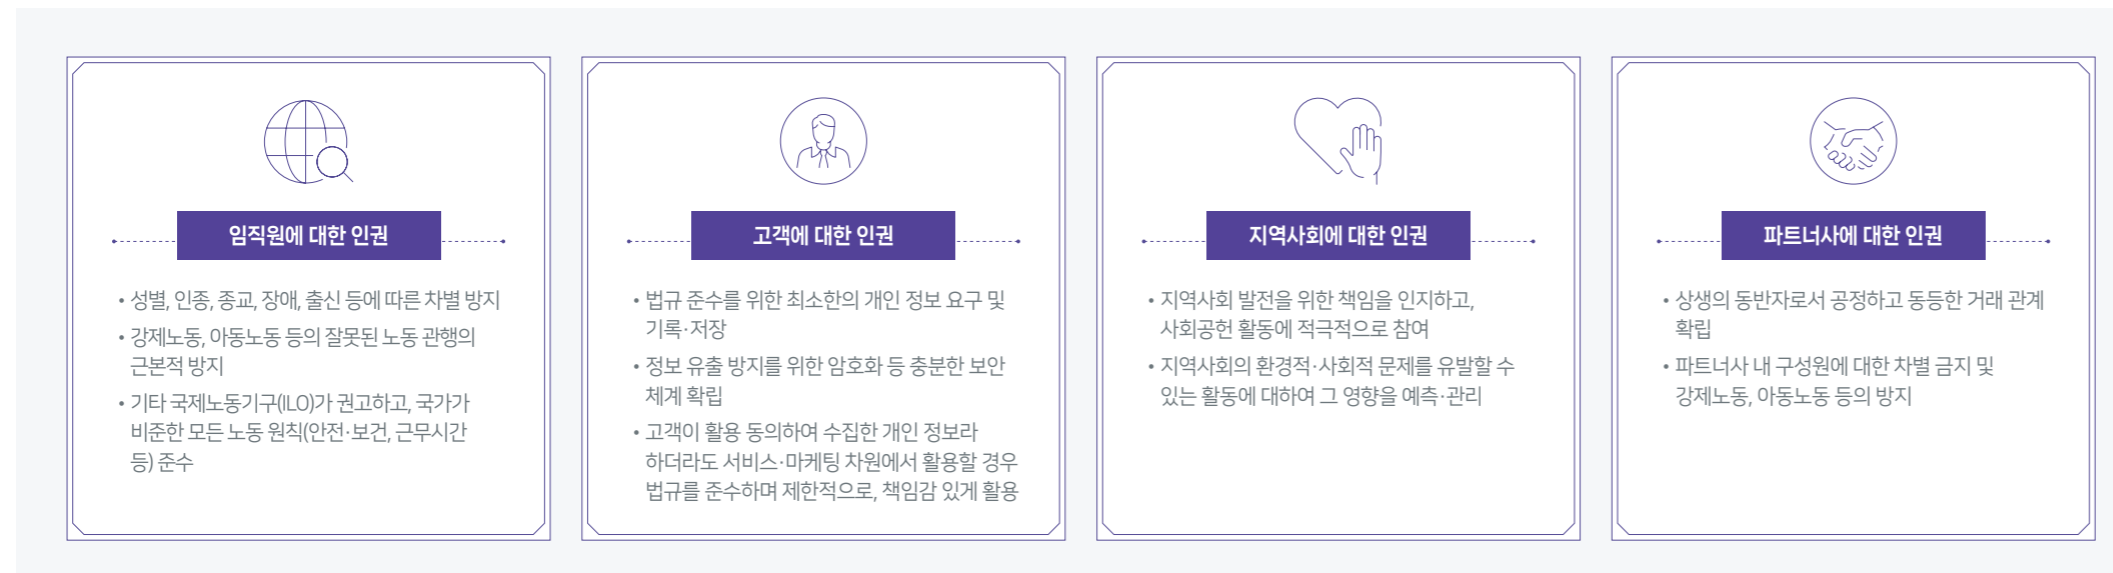 임직원에 대한 인권
• 성별, 인종, 종교, 장애, 출신 등에 따른 차별 방지
• 강제노동, 아동노동 등의 잘못된 노동 관행의
근본적 방지
• 기타 국제노동기구(ILO)가 권고하고, 국가가
비준한 모든 노동 원칙(안전·보건, 근무시간
등) 준수
고객에 대한 인권
• 법규 준수를 위한 최소한의 개인 정보 요구 및
기록·저장
• 정보 유출 방지를 위한 암호화 등 충분한 보안
체계 확립
• 고객이 활용 동의하여 수집한 개인 정보라
하더라도 서비스·마케팅 차원에서 활용할 경우
법규를 준수하며 제한적으로, 책임감 있게 활용
지역사회에 대한 인권
• 지역사회 발전을 위한 책임을 인지하고,
사회공헌 활동에 적극적으로 참여
• 지역사회의 환경적·사회적 문제를 유발할 수
있는 활동에 대하여 그 영향을 예측·관리
파트너사에 대한 인권
• 상생의 동반자로서 공정하고 동등한 거래 관계
확립
• 파트너사 내 구성원에 대한 차별 금지 및
강제노동, 아동노동 등의 방지